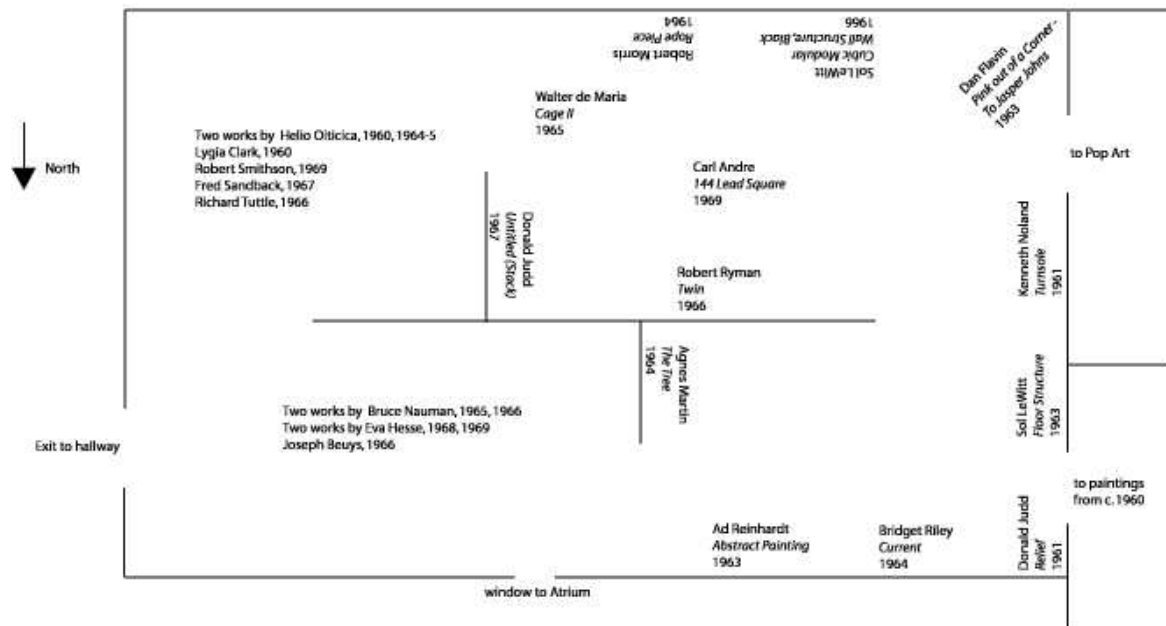 Robert Morris
Rope Piece
1964
Sol LeWitt
Cubic Modular
Wall Structure, Black
1966
Dan Flavin
Pink out of a Corner -
To Jasper Johns
1963
Walter de Maria
Cage II
1965
Two works by Helio Oiticica, 1960, 1964-5
Lygia Clark, 1960
Robert Smithson, 1969
Fred Sandback, 1967
Richard Tuttle, 1966
North
to Pop Art
Carl Andre
144 Lead Square
1969
Donald Judd
Untitled (Stack)
1967
Kenneth Noland
Turnsole
1961
Robert Ryman
Twin
1966
Agnes Martin
The Tree
1964
Sol LeWitt
Floor Structure
1963
Two works by Bruce Nauman, 1965, 1966
Two works by Eva Hesse, 1968, 1969
Joseph Beuys, 1966
Exit to hallway
to paintings
from c. 1960
Ad Reinhardt
Abstract Painting
1963
Bridget Riley
Current
1964
Donald Judd
Relief
1961
window to Atrium